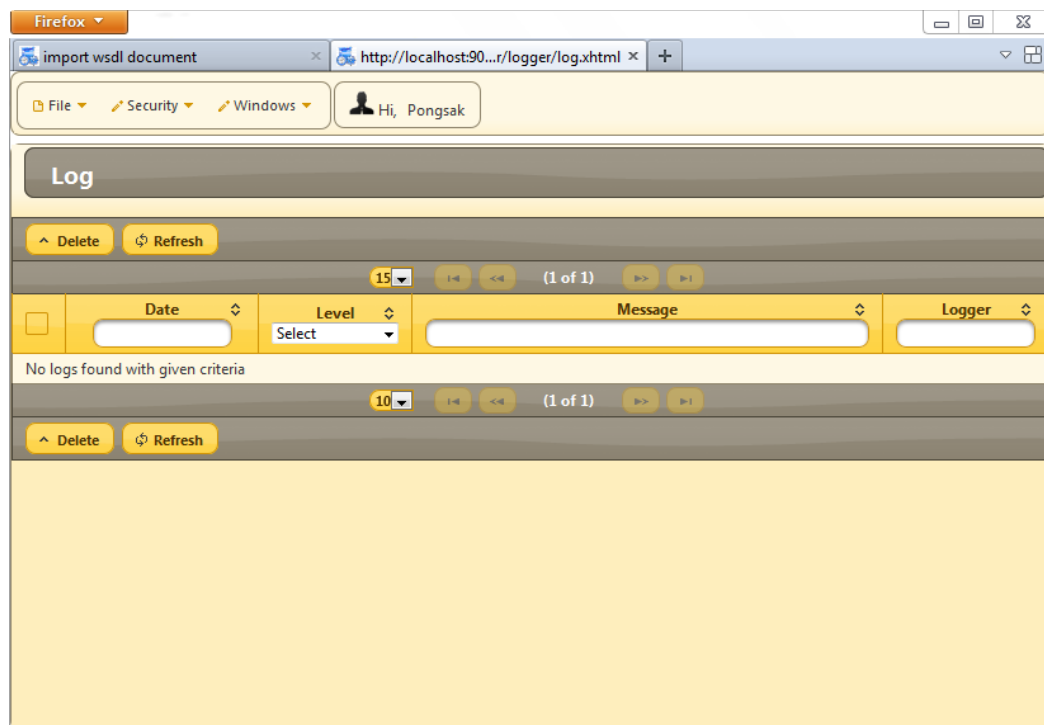 Firefox
import wsdl document
http://localhost:90...r/logger/log.xhtml
File Security Windows Hi, Pongsak
Log
Delete Refresh
15 (1 of 1)
Date Level Message Logger
Select
No logs found with given criteria
10 (1 of 1)
Delete Refresh